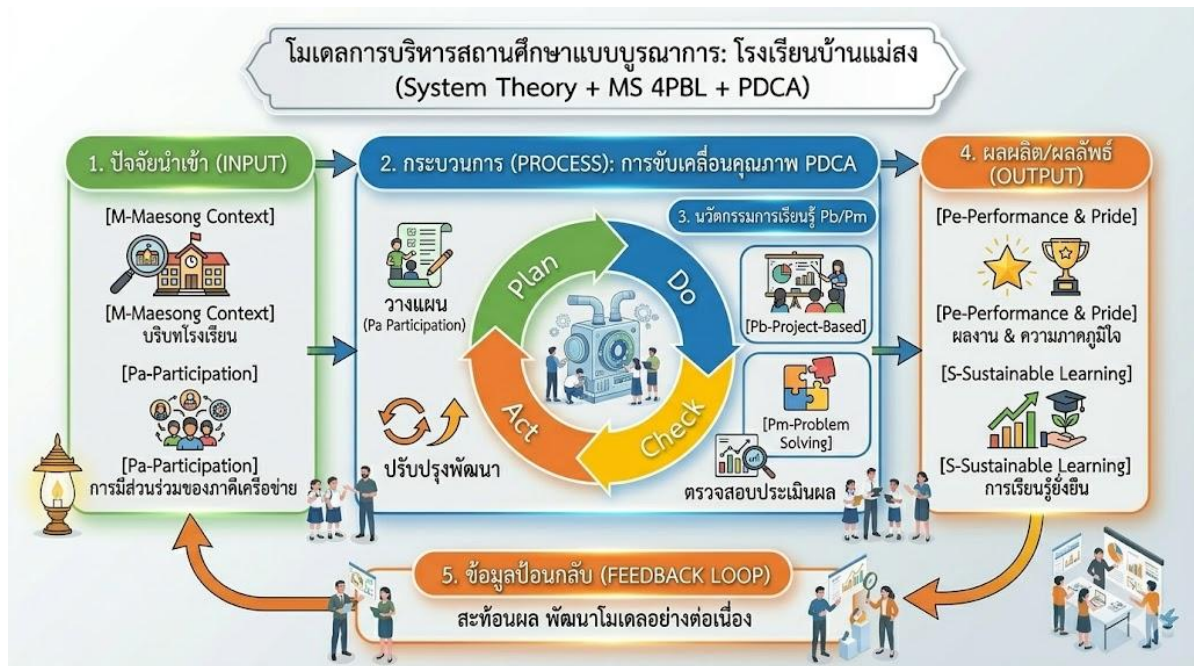 โมเดลการบริหารสถานศึกษาแบบบูรณาการ: โรงเรียนบ้านแม่สง
(System Theory + MS 4PBL + PDCA)
1. ปัจจัยนำเข้า (INPUT)
[M-Maesong Context]
[M-Maesong Context]
บริบทโรงเรียน
[Pa-Participation]
[Pa-Participation]
การมีส่วนร่วมของภาคีเครือข่าย
2. กระบวนการ (PROCESS): การขับเคลื่อนคุณภาพ PDCA
วางแผน
(Pa Participation)
ปรับปรุงพัฒนา
Plan
Do
Check
Act
3. นวัตกรรมการเรียนรู้ Pb/Pm
[Pb-Project-Based]
[Pm-Problem
Solving]
ตรวจสอบประเมินผล
4. ผลผลิต/ผลลัพธ์
(OUTPUT)
[Pe-Performance & Pride]
[Pe-Performance & Pride]
ผลงาน & ความภาคภูมิใจ
[S-Sustainable Learning]
[S-Sustainable Learning]
การเรียนรู้ยั่งยืน
5. ข้อมูลป้อนกลับ (FEEDBACK LOOP)
สะท้อนผล พัฒนาโมเดลอย่างต่อเนื่อง